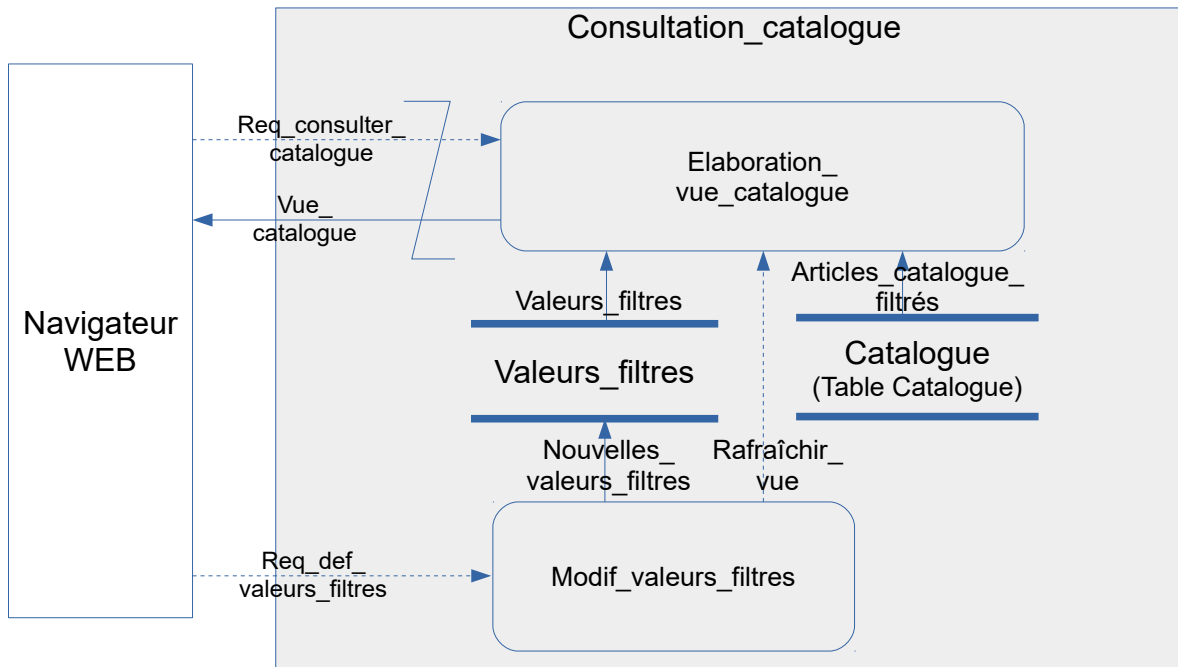 Consultation_catalogue
Req_consulter_
catalogue
Elaboration_
vue_catalogue
Vue_
catalogue
Articles_catalogue_
filtrés
Valeurs_filtres
Navigateur
WEB
Catalogue
(Table Catalogue)
Valeurs_filtres
Nouvelles_
valeurs_filtres
Rafraîchir_
vue
Req_def_
valeurs_filtres
Modif_valeurs_filtres